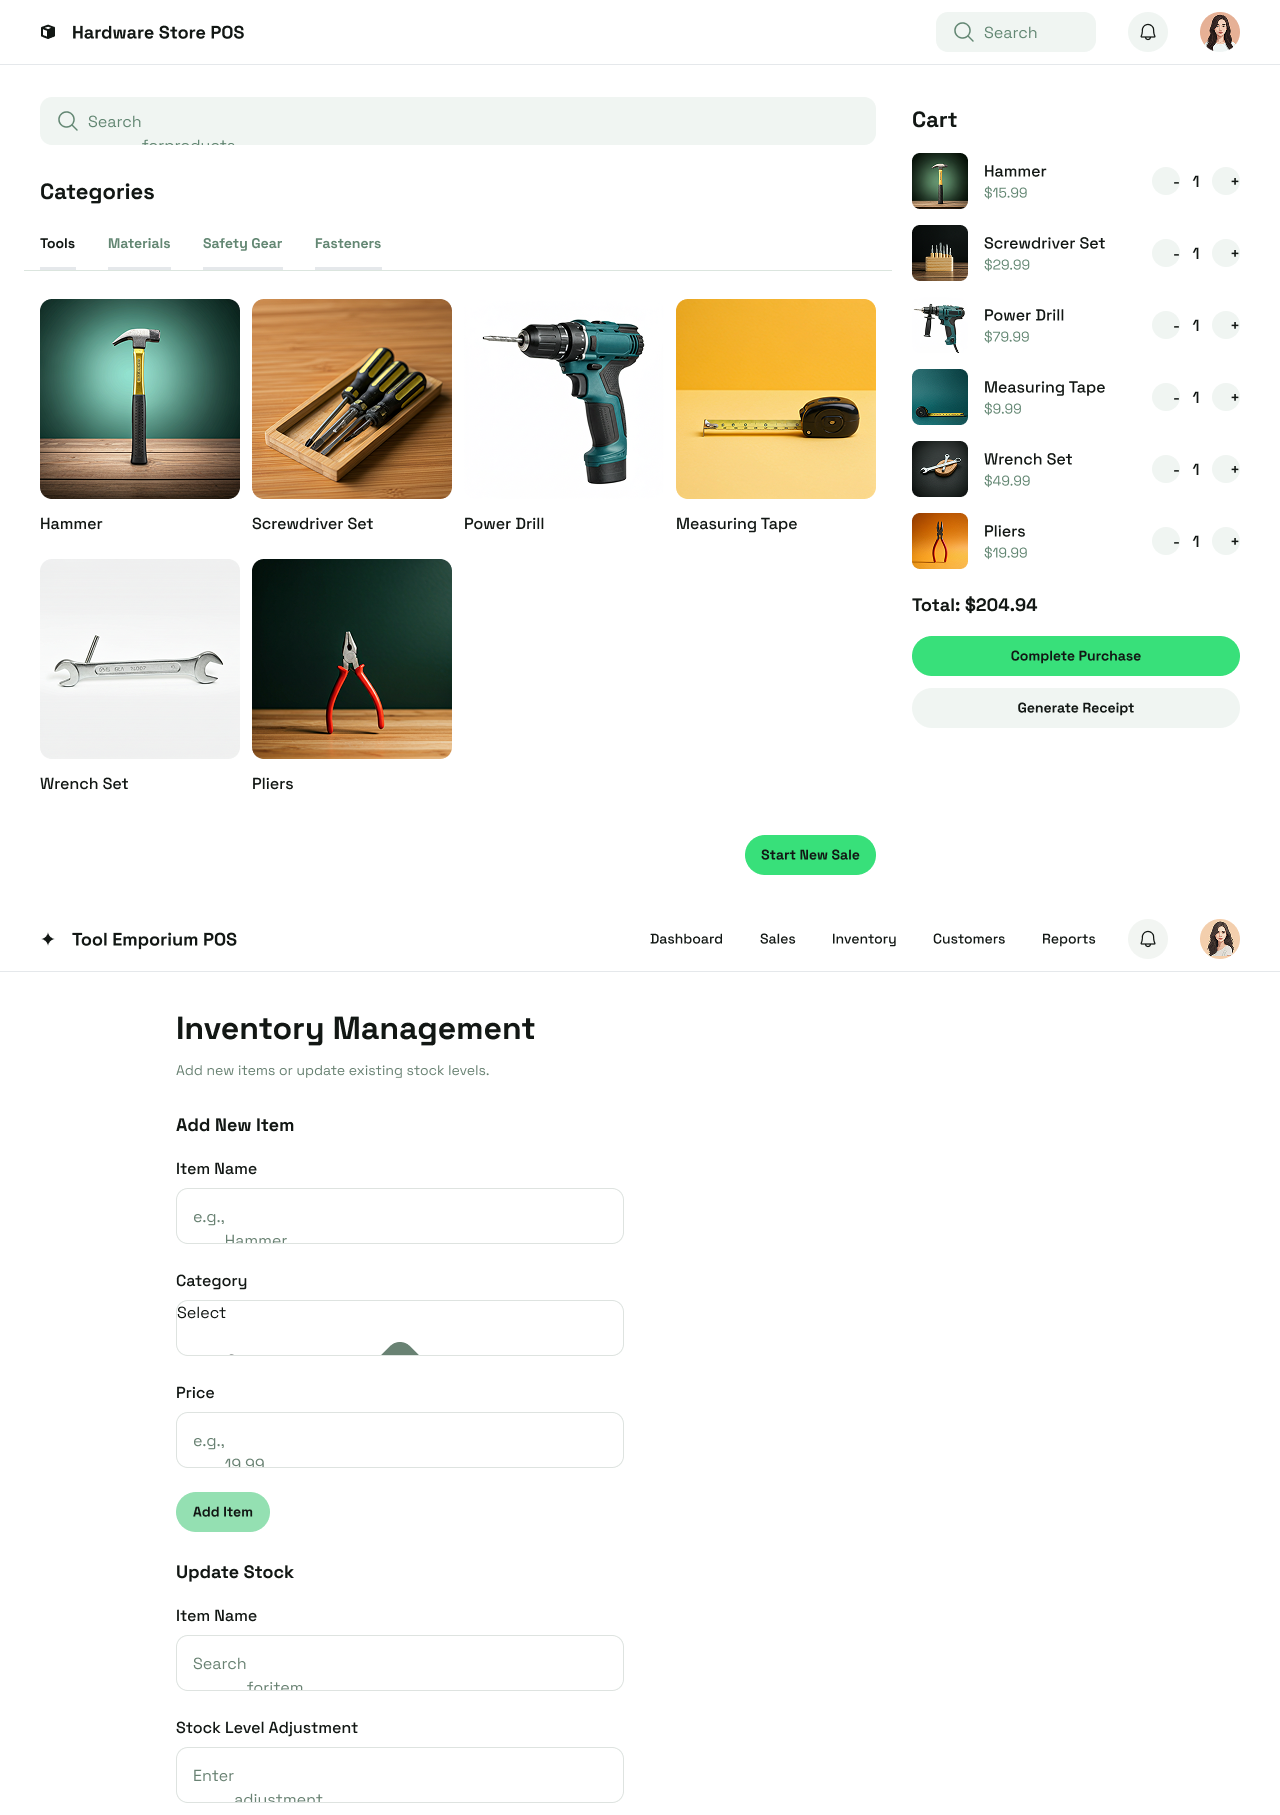 Hardware Store POS
Search
Search
forproducts
Categories
Tools
Materials
Safety Gear
Fasteners
Hammer
Screwdriver Set
Power Drill
Measuring Tape
Wrench Set
Pliers
Start New Sale
Cart
Hammer
$15.99
- 1 +
Screwdriver Set
$29.99
- 1 +
Power Drill
$79.99
- 1 +
Measuring Tape
$9.99
- 1 +
Wrench Set
$49.99
- 1 +
Pliers
$19.99
- 1 +
Total: $204.94
Complete Purchase
Generate Receipt
Tool Emporium POS
Dashboard
Sales
Inventory
Customers
Reports
Inventory Management
Add new items or update existing stock levels.
Add New Item
Item Name
e.g.,
Hammer
Category
Select
Price
e.g.,
19.99
Add Item
Update Stock
Item Name
Search
foritem
Stock Level Adjustment
Enter
adjustment